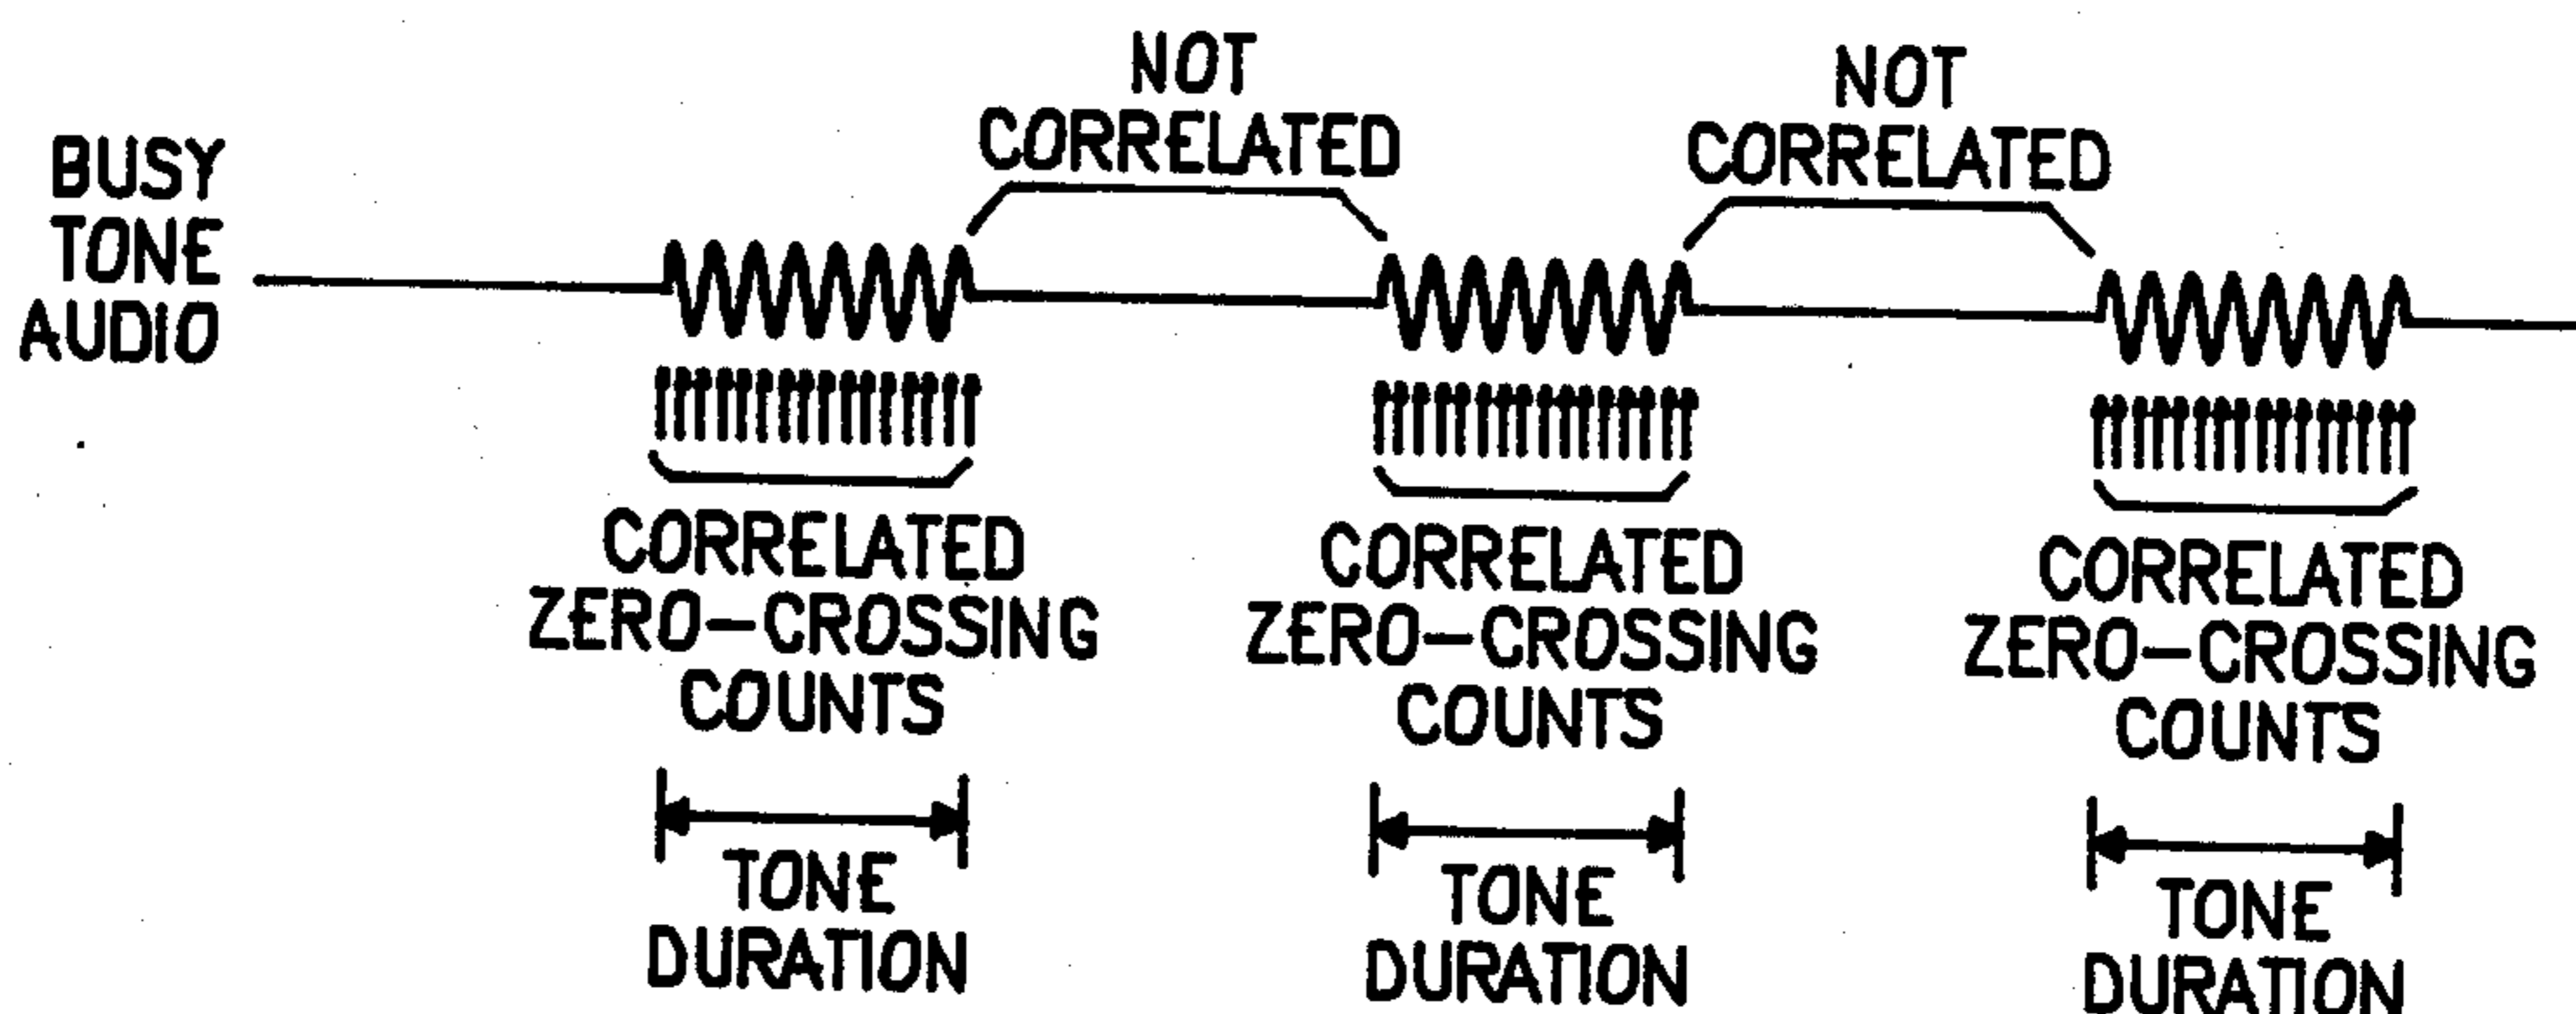 NOT
CORRELATED
NOT
CORRELATED
BUSY
TONE
AUDIO
CORRELATED
ZERO-CROSSING
COUNTS
CORRELATED
ZERO-CROSSING
COUNTS
CORRELATED
ZERO-CROSSING
COUNTS
TONE
DURATION
TONE
DURATION
TONE
DURATION